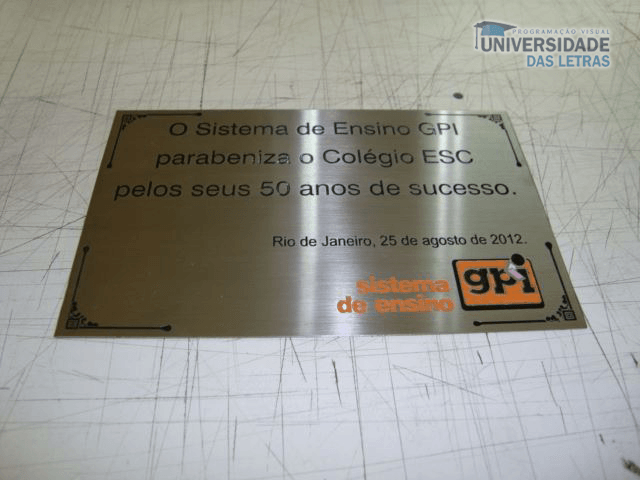 PROGRAMAÇÃO VISUAL
UNIVERSIDADE
DAS LETRAS
O Sistema de Ensino GPI
parabeniza o Colégio ESC
pelos seus 50 anos de sucesso.
Rio de Janeiro, 25 de agosto de 2012.
sistema
de ensino
gpi